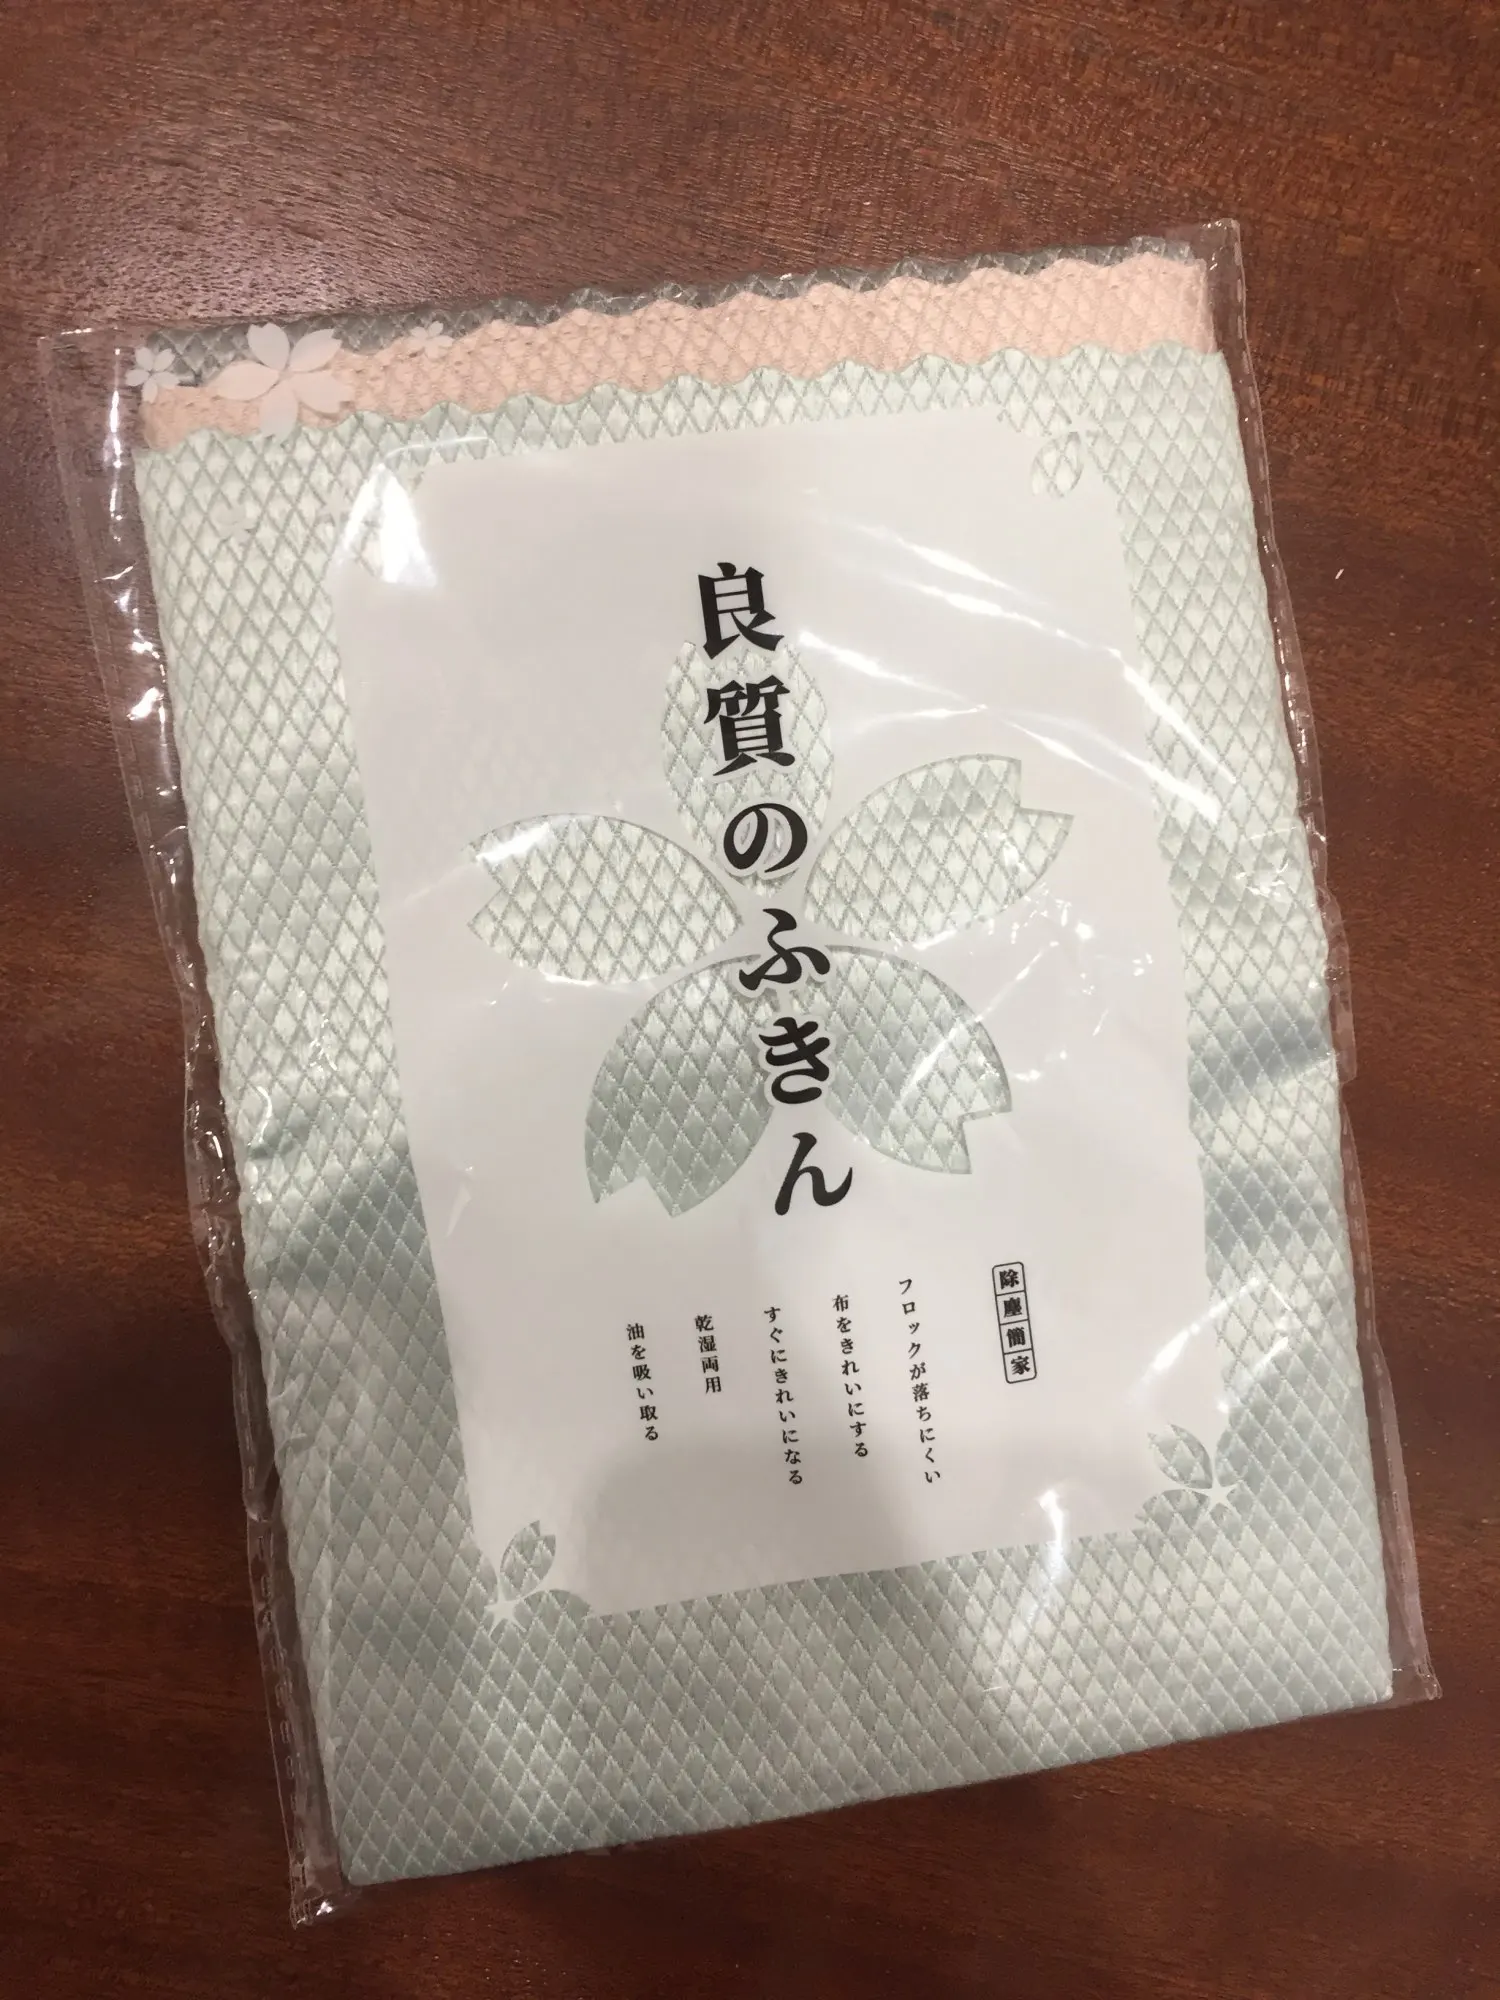 良質のふきん
除塵簡家
フロックが落ちにくい
布をきれいにする
すぐにきれいになる
乾湿両用
油を吸い取る